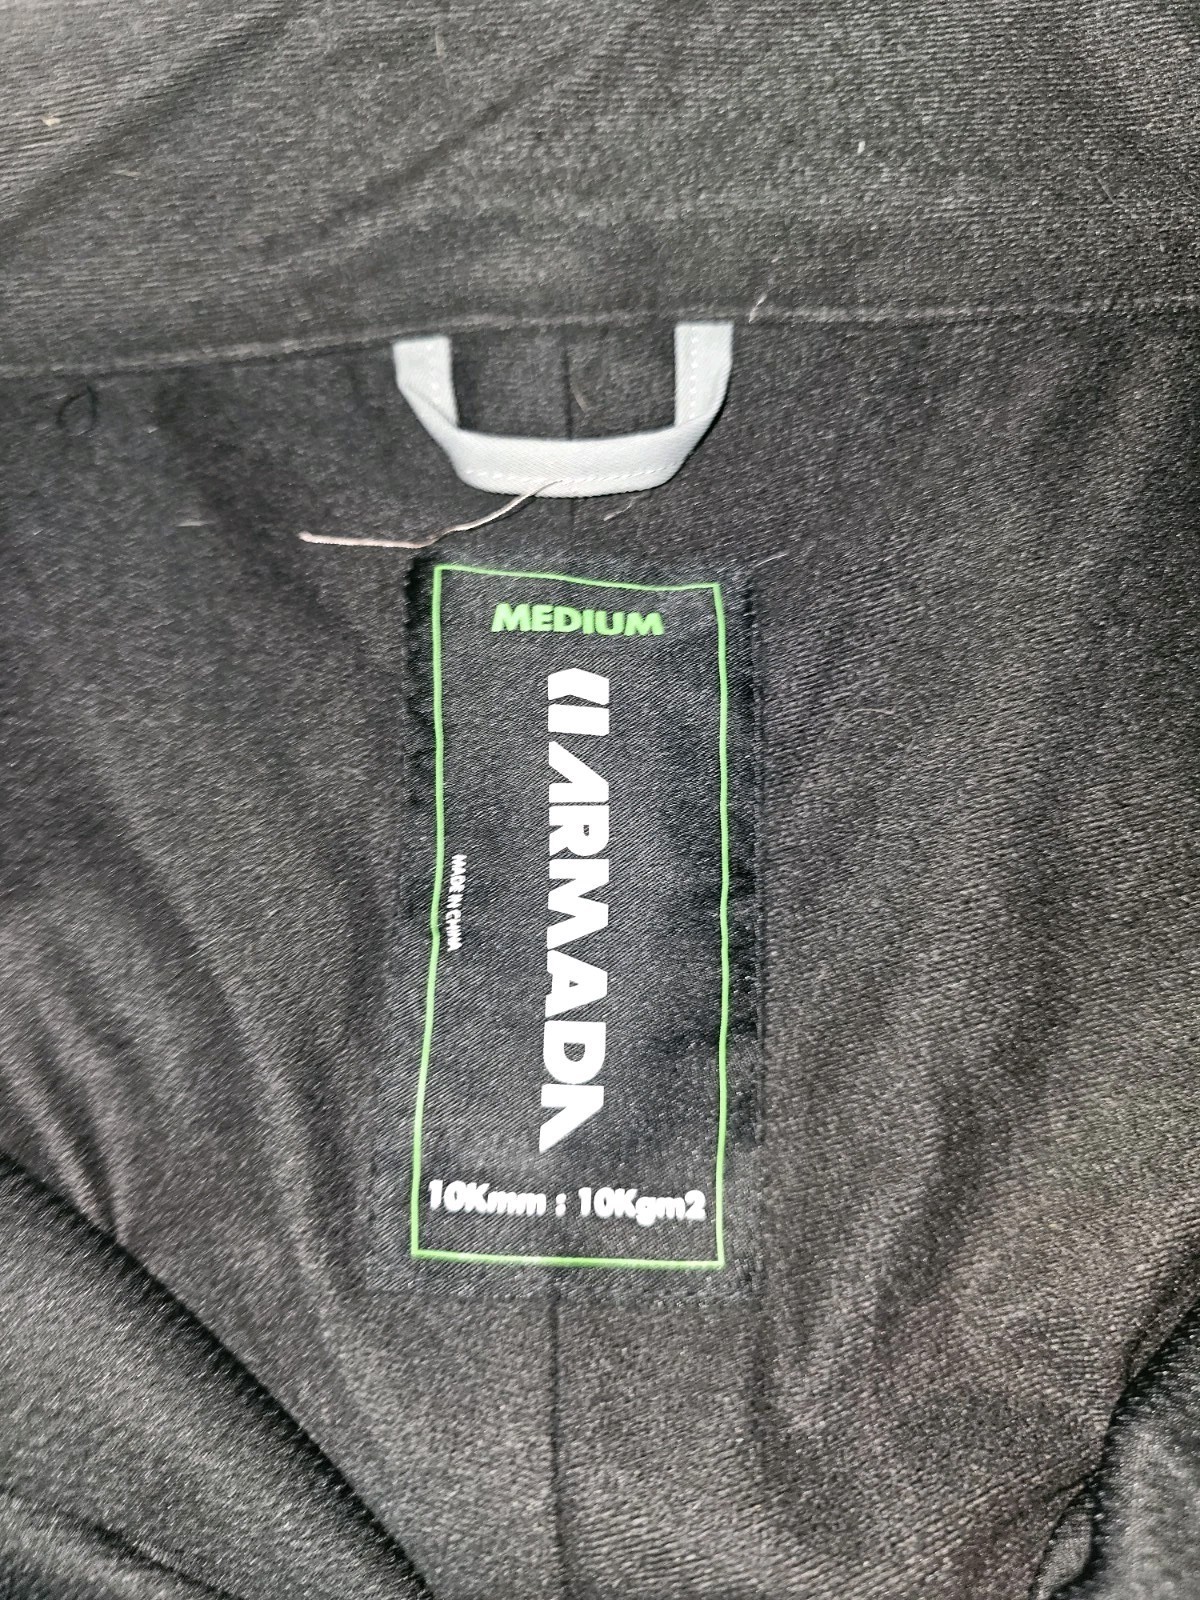 MEDIUM
ARMADA
MADE IN CHINA
10Kmm : 10Kgm2